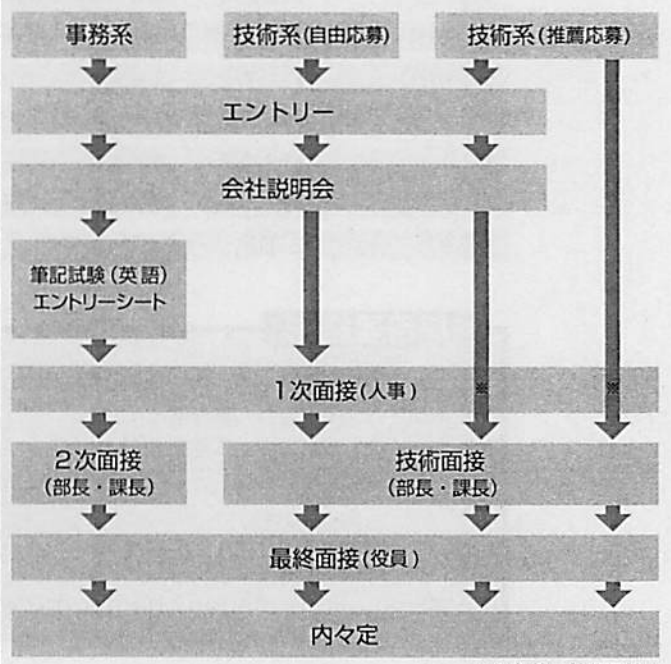 事務系
技術系(自由応募)
技術系(推薦応募)
エントリー
会社説明会
筆記試験(英語)
エントリーシート
1次面接(人事)
※
※
2次面接
(部長・課長)
技術面接
(部長・課長)
最終面接(役員)
内々定